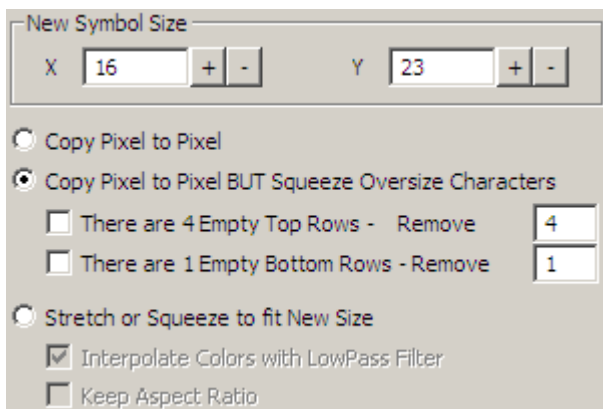 New Symbol Size
X 16 + - Y 23 + -
Copy Pixel to Pixel
Copy Pixel to Pixel BUT Squeeze Oversize Characters
There are 4 Empty Top Rows - Remove 4
There are 1 Empty Bottom Rows - Remove 1
Stretch or Squeeze to fit New Size
Interpolate Colors with LowPass Filter
Keep Aspect Ratio